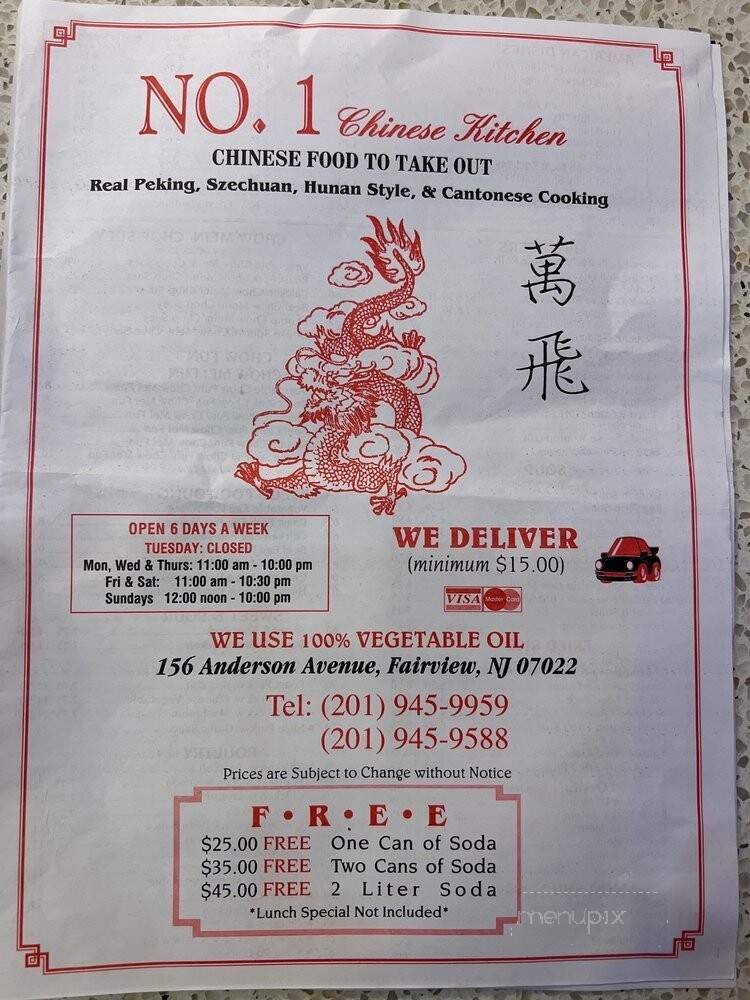 NO. 1 Chinese Kitchen
CHINESE FOOD TO TAKE OUT
Real Peking, Szechuan, Hunan Style, & Cantonese Cooking
萬
飛
OPEN 6 DAYS A WEEK
TUESDAY: CLOSED
Mon, Wed & Thurs: 11:00 am - 10:00 pm
Fri & Sat: 11:00 am - 10:30 pm
Sundays 12:00 noon - 10:00 pm
WE DELIVER
(minimum $15.00)
VISA MasterCard
WE USE 100% VEGETABLE OIL
156 Anderson Avenue, Fairview, NJ 07022
Tel: (201) 945-9959
(201) 945-9588
Prices are Subject to Change without Notice
F • R • E • E
$25.00 FREE One Can of Soda
$35.00 FREE Two Cans of Soda
$45.00 FREE 2 Liter Soda
*Lunch Special Not Included*
menupix